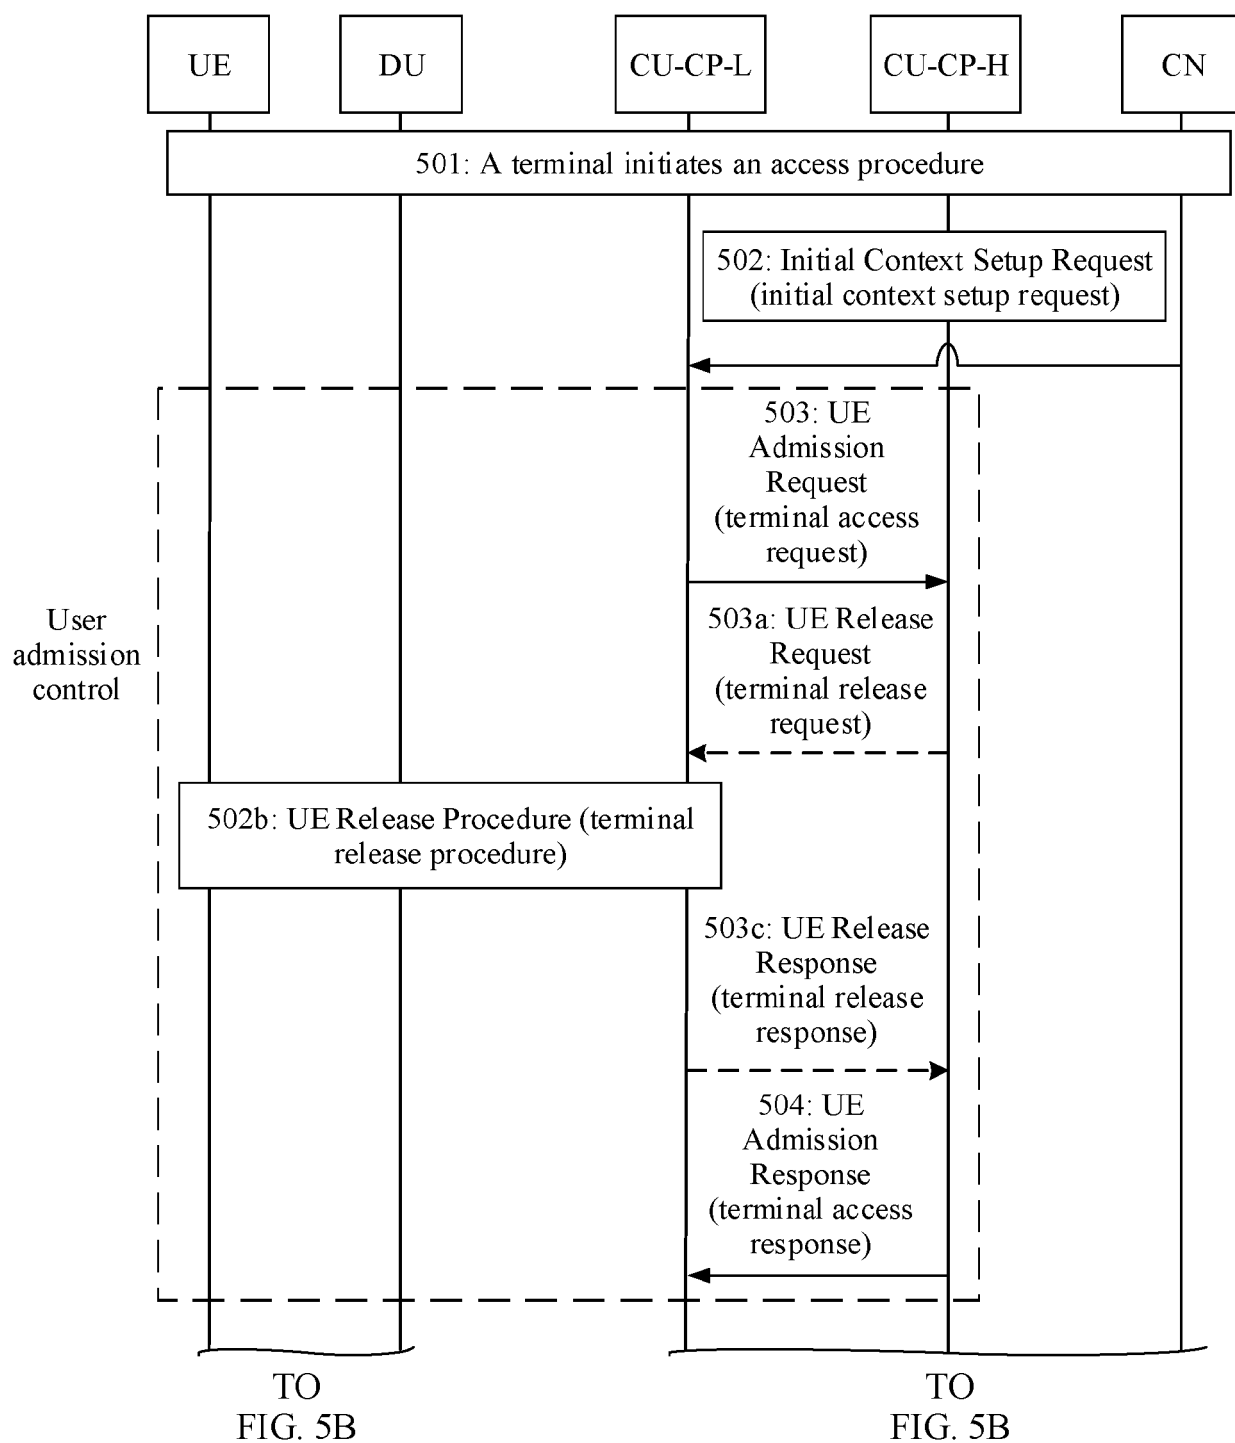 UE
DU
CU-CP-L
CU-CP-H
CN
501: A terminal initiates an access procedure
502: Initial Context Setup Request
(initial context setup request)
503: UE
Admission
Request
(terminal access
request)
User
admission
control
503a: UE Release
Request
(terminal release
request)
502b: UE Release Procedure (terminal
release procedure)
503c: UE Release
Response
(terminal release
response)
504: UE
Admission
Response
(terminal access
response)
TO
FIG. 5B
TO
FIG. 5B